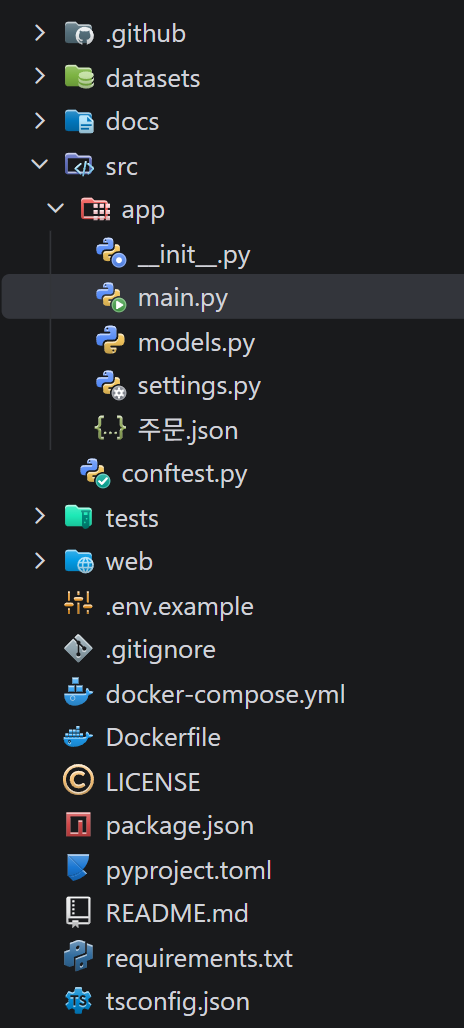 .github
datasets
docs
src
app
__init__.py
main.py
models.py
settings.py
주문.json
conftest.py
tests
web
.env.example
.gitignore
docker-compose.yml
Dockerfile
LICENSE
package.json
pyproject.toml
README.md
requirements.txt
tsconfig.json